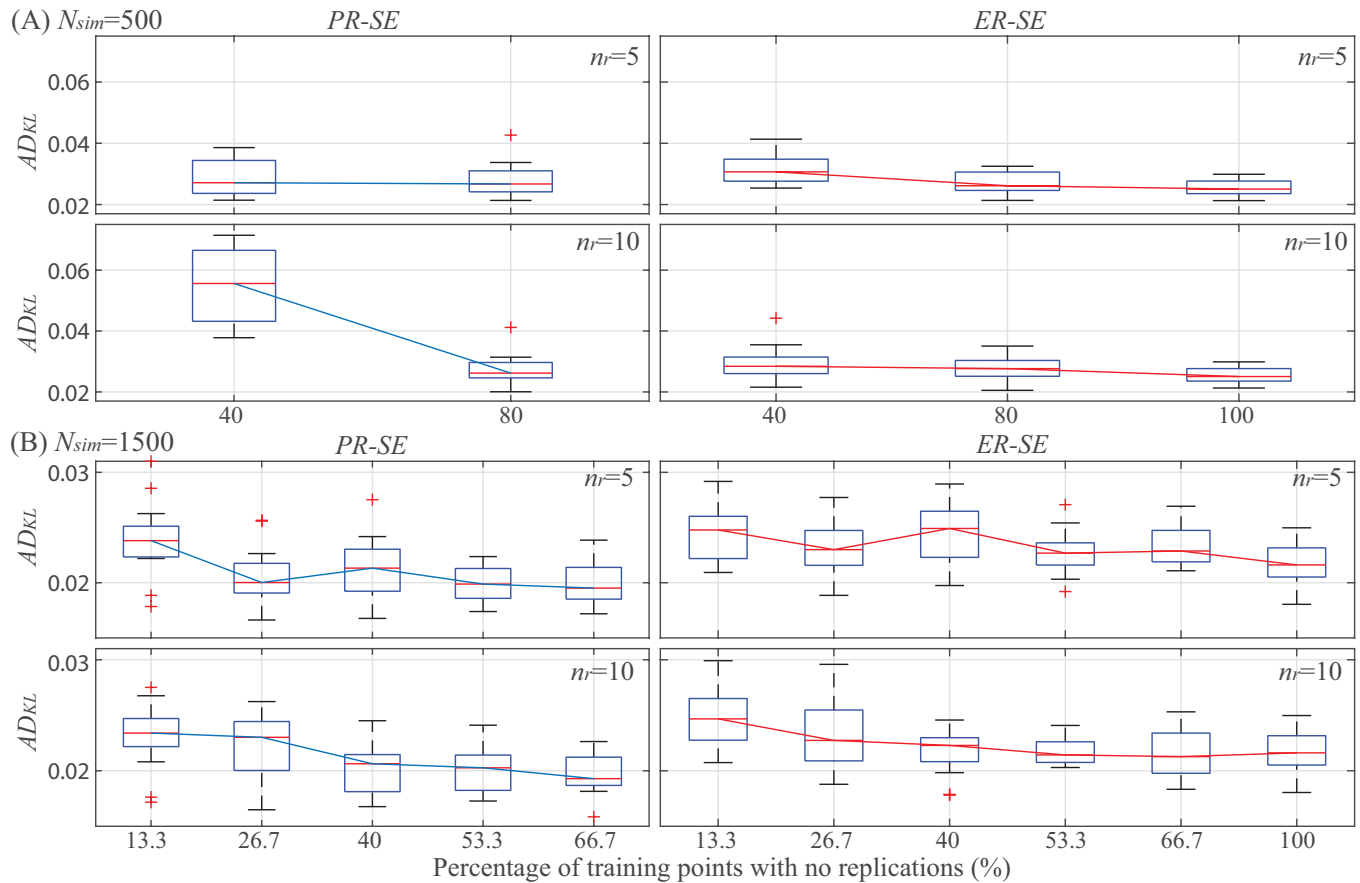 (A) Nsim=500 PR-SE ER-SE
nr=5 nr=5
0.06
ADKL
0.04
0.02
nr=10 nr=10
0.06
ADKL
0.04
0.02
40 80 40 80 100
(B) Nsim=1500 PR-SE ER-SE
0.03
nr=5 nr=5
ADKL
0.02
0.03
nr=10 nr=10
ADKL
0.02
13.3 26.7 40 53.3 66.7 13.3 26.7 40 53.3 66.7 100
Percentage of training points with no replications (%)